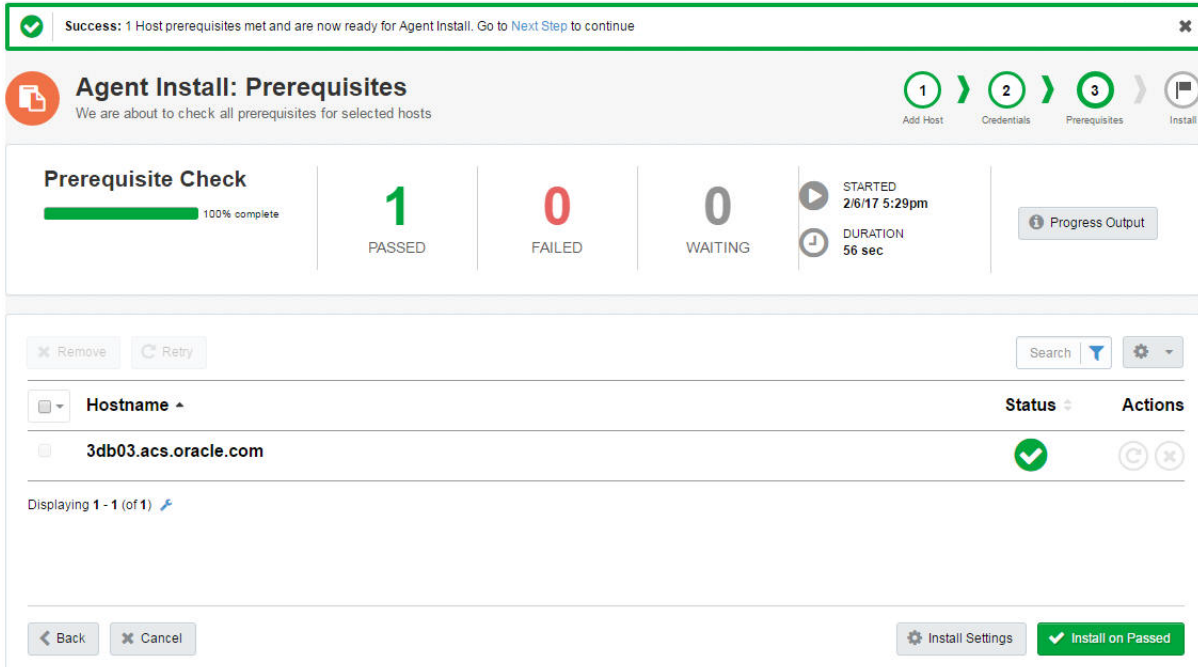 Success: 1 Host prerequisites met and are now ready for Agent Install. Go to Next Step to continue
Agent Install: Prerequisites
We are about to check all prerequisites for selected hosts
1
2
3
Add Host
Credentials
Prerequisites
Install
Prerequisite Check
100% complete
1
PASSED
0
FAILED
0
WAITING
STARTED
2/6/17 5:29pm
DURATION
56 sec
Progress Output
Remove
Retry
Search
Hostname
Status
Actions
3db03.acs.oracle.com
Displaying 1 - 1 (of 1)
Back
Cancel
Install Settings
Install on Passed